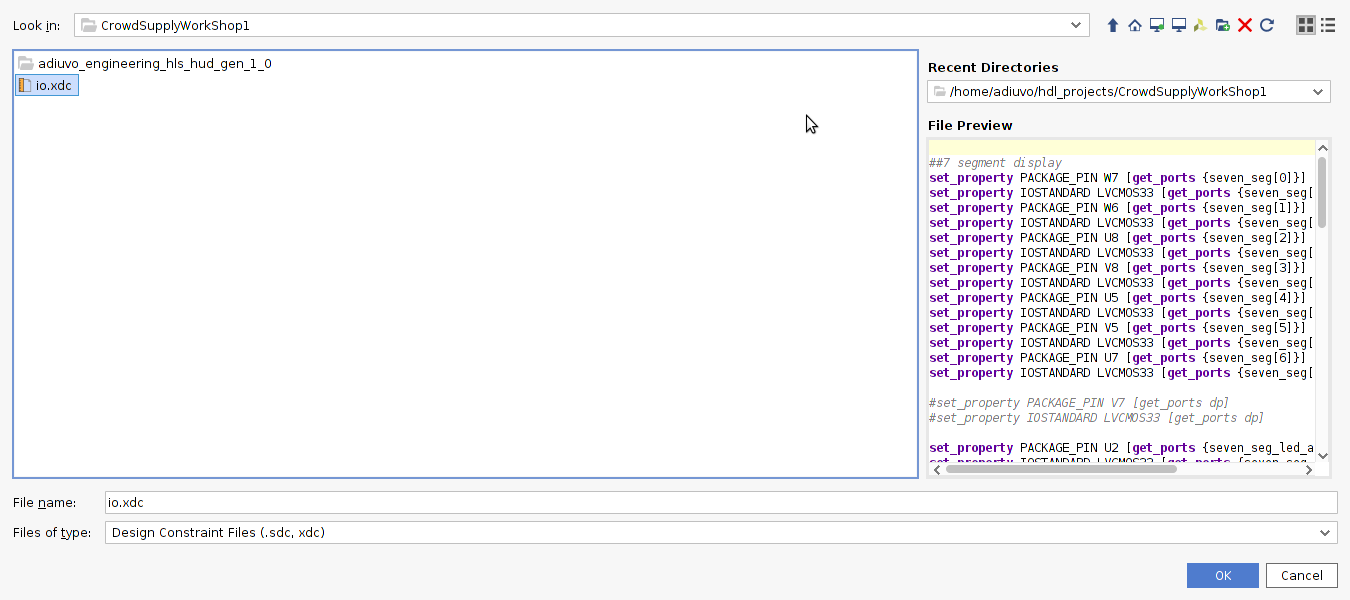 Look in: CrowdSupplyWorkShop1
adiuvo_engineering_hls_hud_gen_1_0
io.xdc
Recent Directories
/home/adiuvo/hdl_projects/CrowdSupplyWorkShop1
File Preview
##7 segment display
set_property PACKAGE_PIN W7 [get_ports {seven_seg[0]}]
set_property IOSTANDARD LVCMOS33 [get_ports {seven_seg[
set_property PACKAGE_PIN W6 [get_ports {seven_seg[1]}]
set_property IOSTANDARD LVCMOS33 [get_ports {seven_seg[
set_property PACKAGE_PIN U8 [get_ports {seven_seg[2]}]
set_property IOSTANDARD LVCMOS33 [get_ports {seven_seg[
set_property PACKAGE_PIN V8 [get_ports {seven_seg[3]}]
set_property IOSTANDARD LVCMOS33 [get_ports {seven_seg[
set_property PACKAGE_PIN U5 [get_ports {seven_seg[4]}]
set_property IOSTANDARD LVCMOS33 [get_ports {seven_seg[
set_property PACKAGE_PIN V5 [get_ports {seven_seg[5]}]
set_property IOSTANDARD LVCMOS33 [get_ports {seven_seg[
set_property PACKAGE_PIN U7 [get_ports {seven_seg[6]}]
set_property IOSTANDARD LVCMOS33 [get_ports {seven_seg[
#set_property PACKAGE_PIN V7 [get_ports dp]
#set_property IOSTANDARD LVCMOS33 [get_ports dp]
set_property PACKAGE_PIN U2 [get_ports {seven_seg_led_a
set_property IOSTANDARD LVCMOS33 [get_ports {seven_seg_
File name: io.xdc
Files of type: Design Constraint Files (.sdc, xdc)
OK Cancel